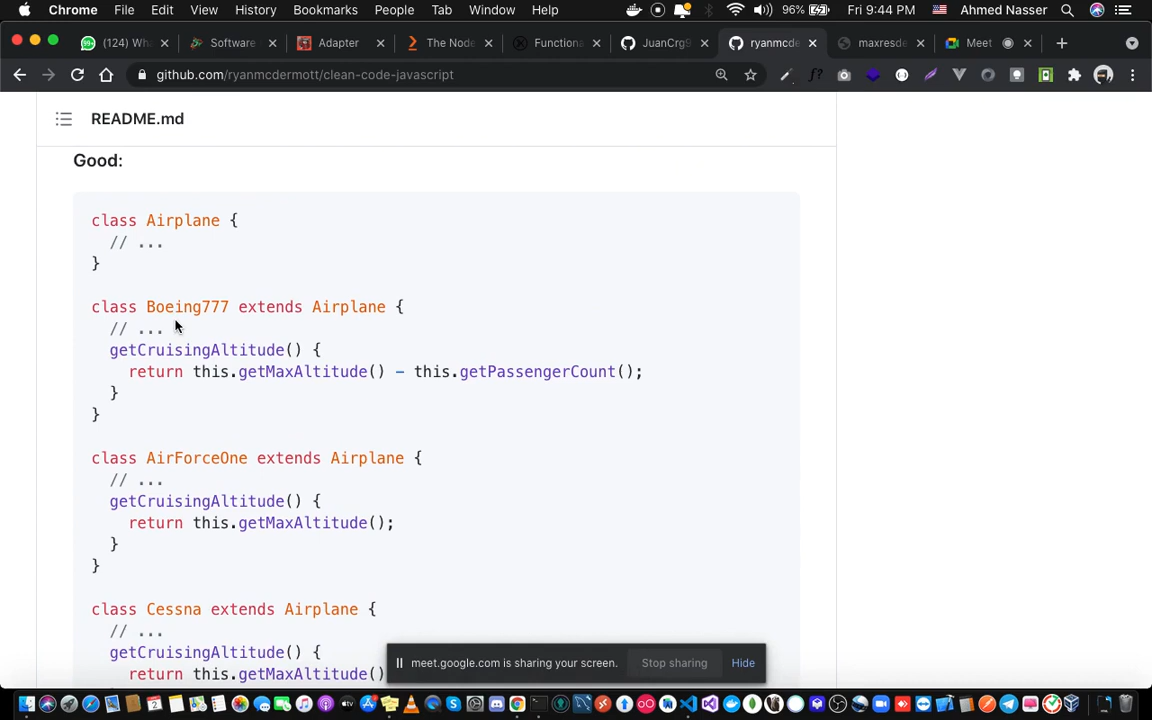 Chrome File Edit View History Bookmarks People Tab Window Help 96% Fri 9:44 PM Ahmed Nasser
(124) Wha Software Adapter The Node Functiona JuanCrg9 ryanmcde maxresde Meet
github.com/ryanmcdermott/clean-code-javascript
README.md
Good:
class Airplane {
// ...
}
class Boeing777 extends Airplane {
// ...
getCruisingAltitude() {
return this.getMaxAltitude() - this.getPassengerCount();
}
}
class AirForceOne extends Airplane {
// ...
getCruisingAltitude() {
return this.getMaxAltitude();
}
}
class Cessna extends Airplane {
// ...
getCruisingAltitude() {
return this.getMaxAltitude()
meet.google.com is sharing your screen. Stop sharing Hide